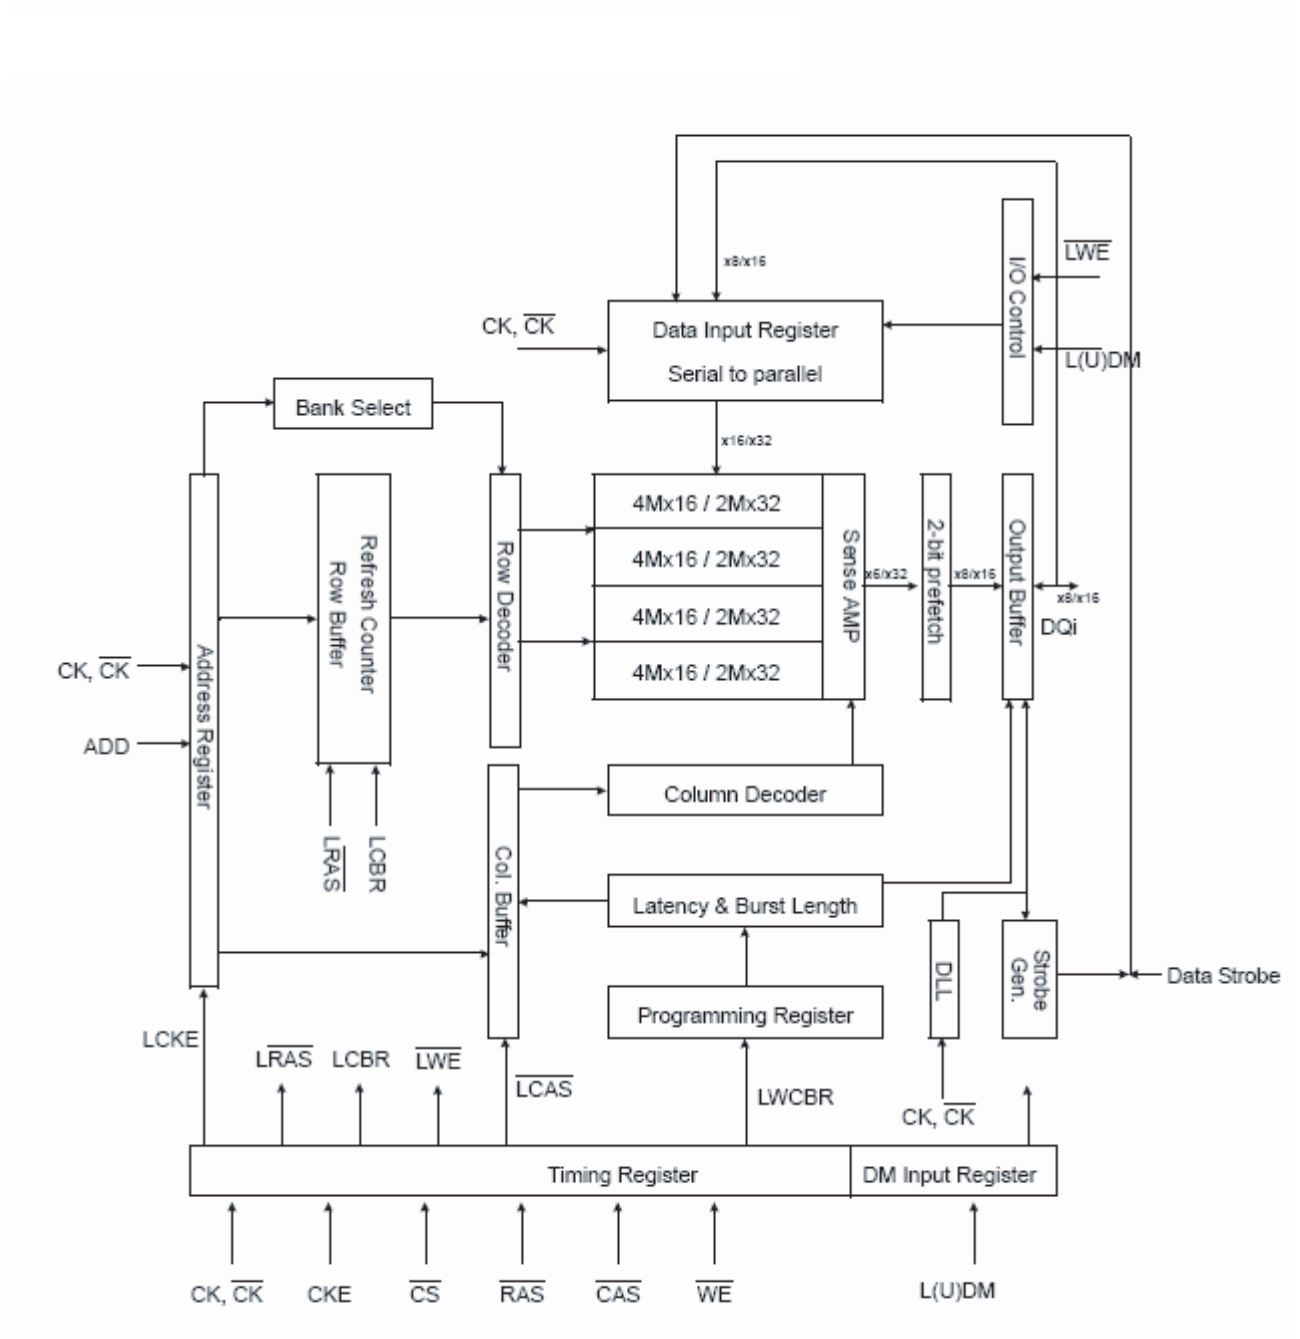 x8/x16
LWE
I/O Control
CK, CK
Data Input Register
Serial to parallel
L(U)DM
Bank Select
x16/x32
4Mx16 / 2Mx32
4Mx16 / 2Mx32
4Mx16 / 2Mx32
4Mx16 / 2Mx32
Sense AMP
x6/x32
2-bit prefetch
x8/x16
Output Buffer
x8/x16
DQi
Refresh Counter
Row Buffer
Row Decoder
Address Register
CK, CK
ADD
LRAS
LCBR
Col. Buffer
Column Decoder
Latency & Burst Length
Programming Register
DLL
Strobe
Gen.
Data Strobe
LCKE
LRAS
LCBR
LWE
LCAS
LWCBR
CK, CK
Timing Register
DM Input Register
CK, CK
CKE
CS
RAS
CAS
WE
L(U)DM